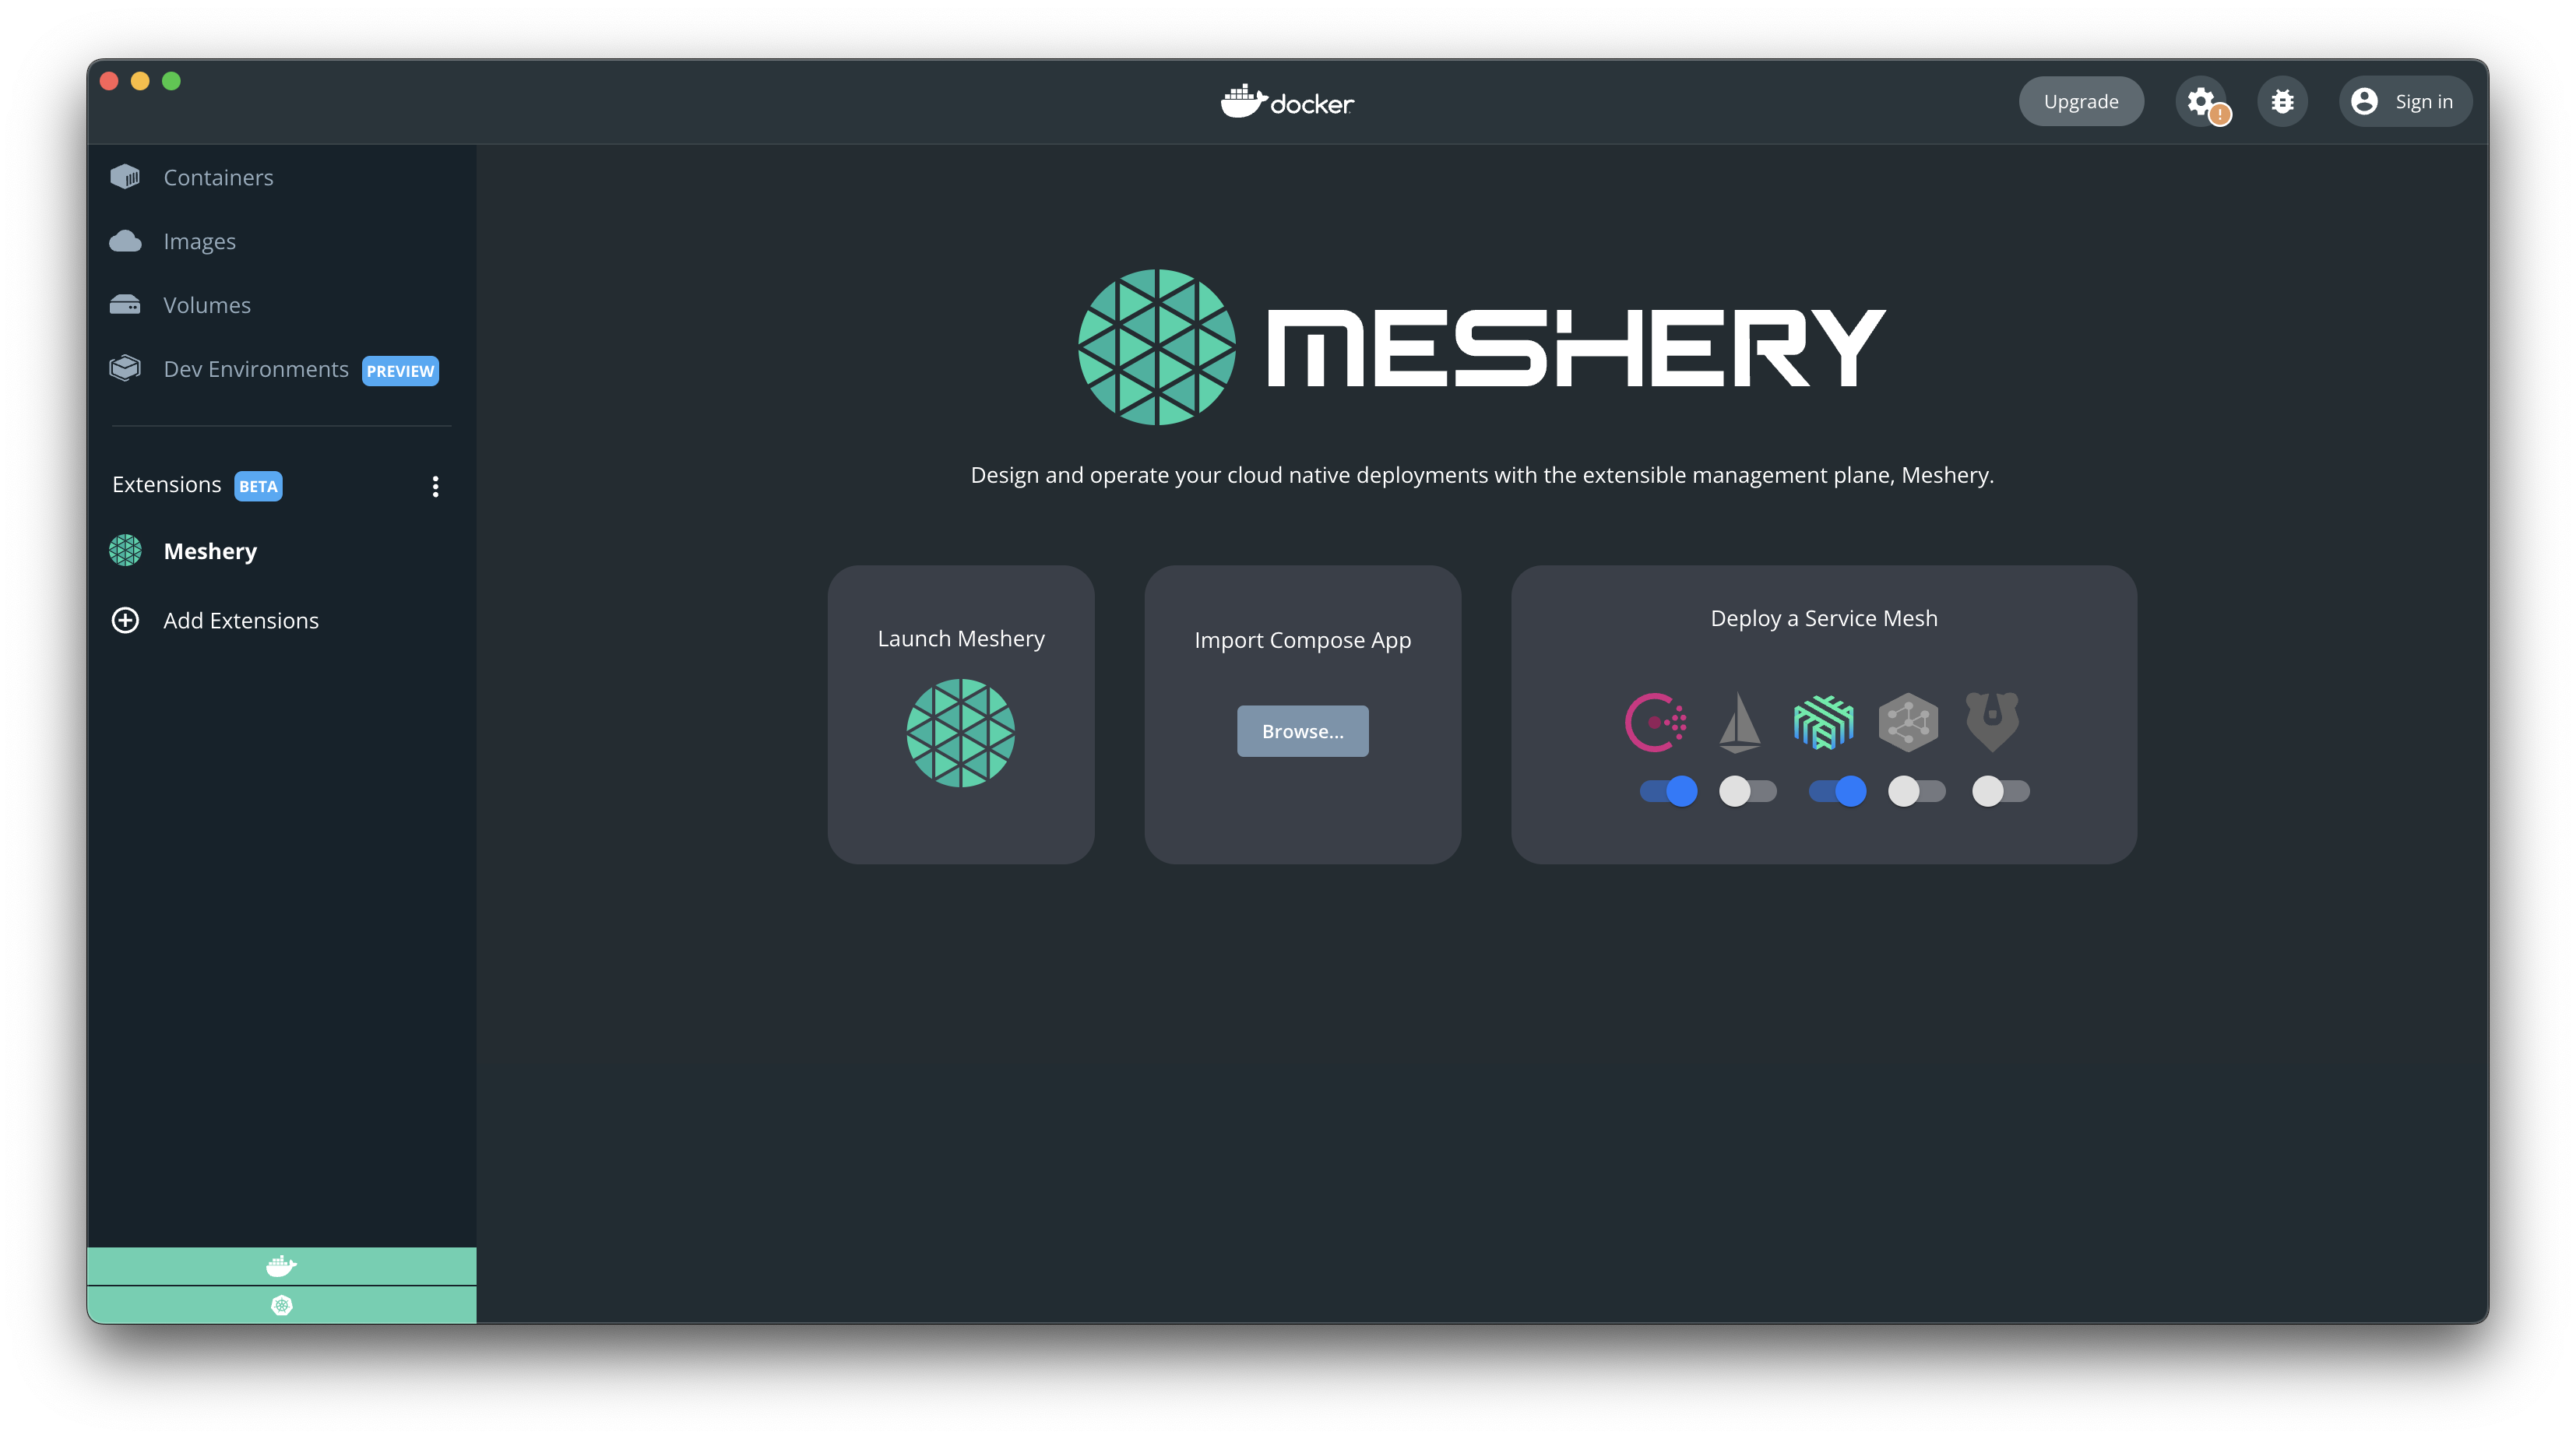 docker
Upgrade
!
Sign in
Containers
Images
Volumes
Dev Environments PREVIEW
Extensions BETA
Meshery
Add Extensions
MESHERY
Design and operate your cloud native deployments with the extensible management plane, Meshery.
Launch Meshery
Import Compose App
Browse...
Deploy a Service Mesh